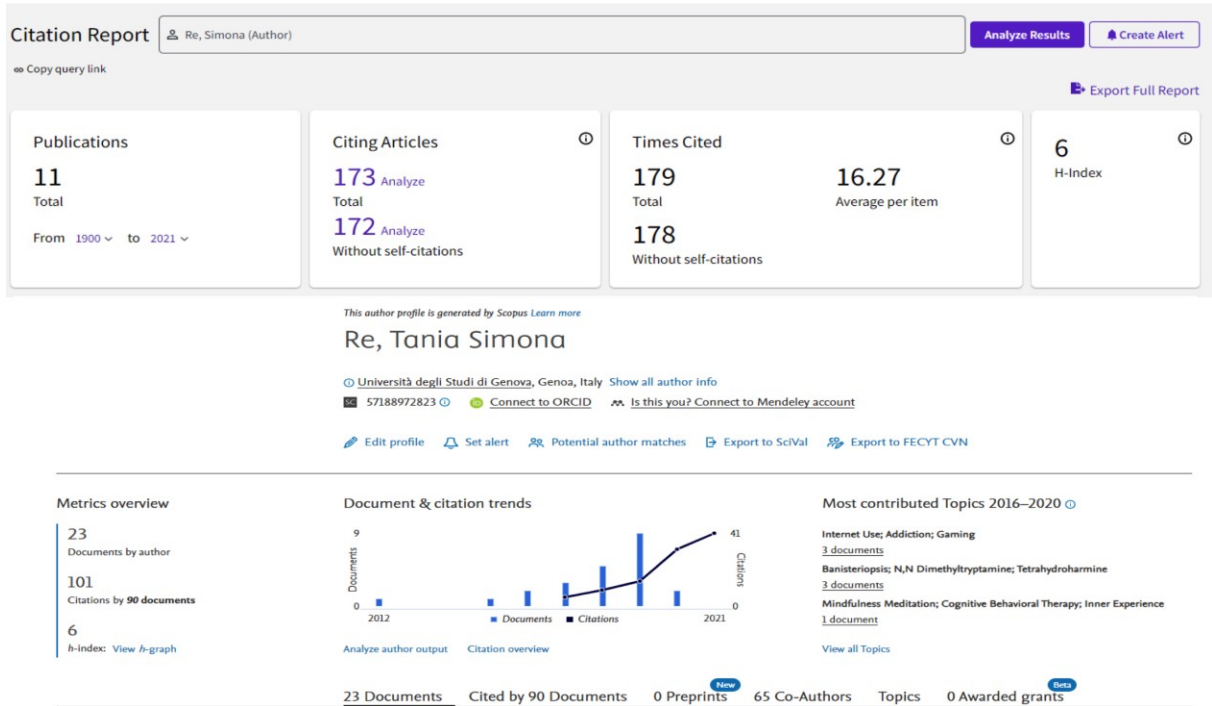 Citation Report
Re, Simona (Author)
Analyze Results
Create Alert
Copy query link
Export Full Report
Publications
11
Total
From 1900 to 2021
Citing Articles
173 Analyze
Total
172 Analyze
Without self-citations
Times Cited
179
Total
178
Without self-citations
16.27
Average per item
6
H-Index
This author profile is generated by Scopus Learn more
Re, Tania Simona
Università degli Studi di Genova, Genoa, Italy Show all author info
SC 57188972823 iD Connect to ORCID Is this you? Connect to Mendeley account
Edit profile Set alert Potential author matches Export to SciVal Export to FECYT CVN
Metrics overview
23
Documents by author
101
Citations by 90 documents
6
h-index: View h-graph
Document & citation trends
9
41
Documents
Citations
0
0
2012
Documents Citations
2021
Analyze author output Citation overview
Most contributed Topics 2016–2020
Internet Use; Addiction; Gaming
3 documents
Banisteriopsis; N,N Dimethyltryptamine; Tetrahydroharmine
3 documents
Mindfulness Meditation; Cognitive Behavioral Therapy; Inner Experience
1 document
View all Topics
New
Beta
23 Documents Cited by 90 Documents 0 Preprints 65 Co-Authors Topics 0 Awarded grants